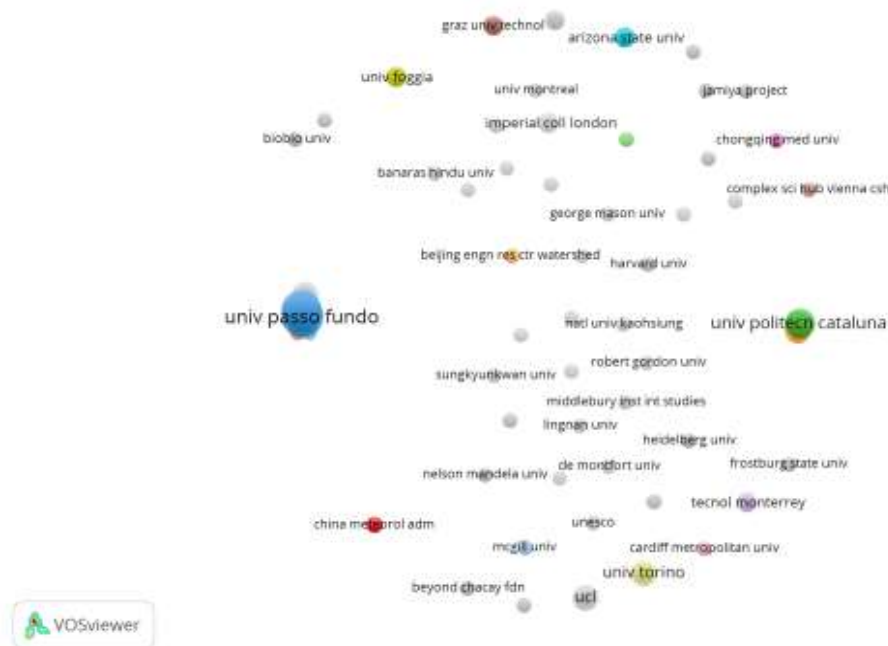 graz univ technol
arizona state univ
univ foggia
univ montreal
jamiya project
imperial coll london
biobio univ
chongqing med univ
banaras hindu univ
complex sci hub vienna csh
george mason univ
beijing engn res ctr watershed
harvard univ
univ passo fundo
natl univ kaohsiung
univ politecn cataluna
robert gordon univ
sungkyunkwan univ
middlebury inst int studies
lingnan univ
heidelberg univ
de montfort univ
frostburg state univ
nelson mandela univ
tecnol monterrey
china meteorol adm
unesco
mcgill univ
cardiff metropolitan univ
univ torino
beyond chacay fdn
ucl
VOSviewer